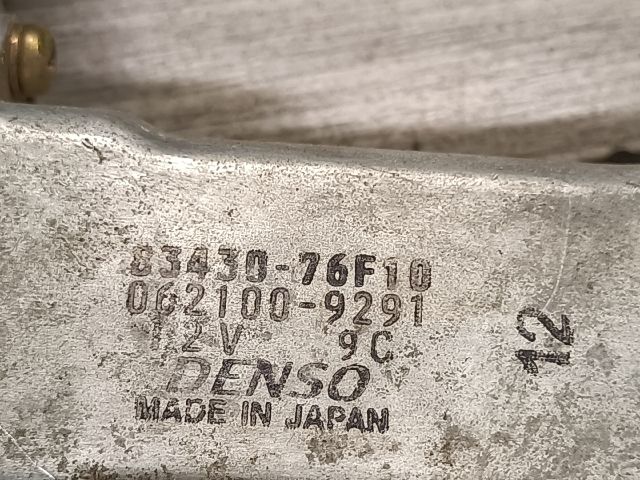 83430-76F10
062100-9291
12V 9C
DENSO
MADE IN JAPAN
12